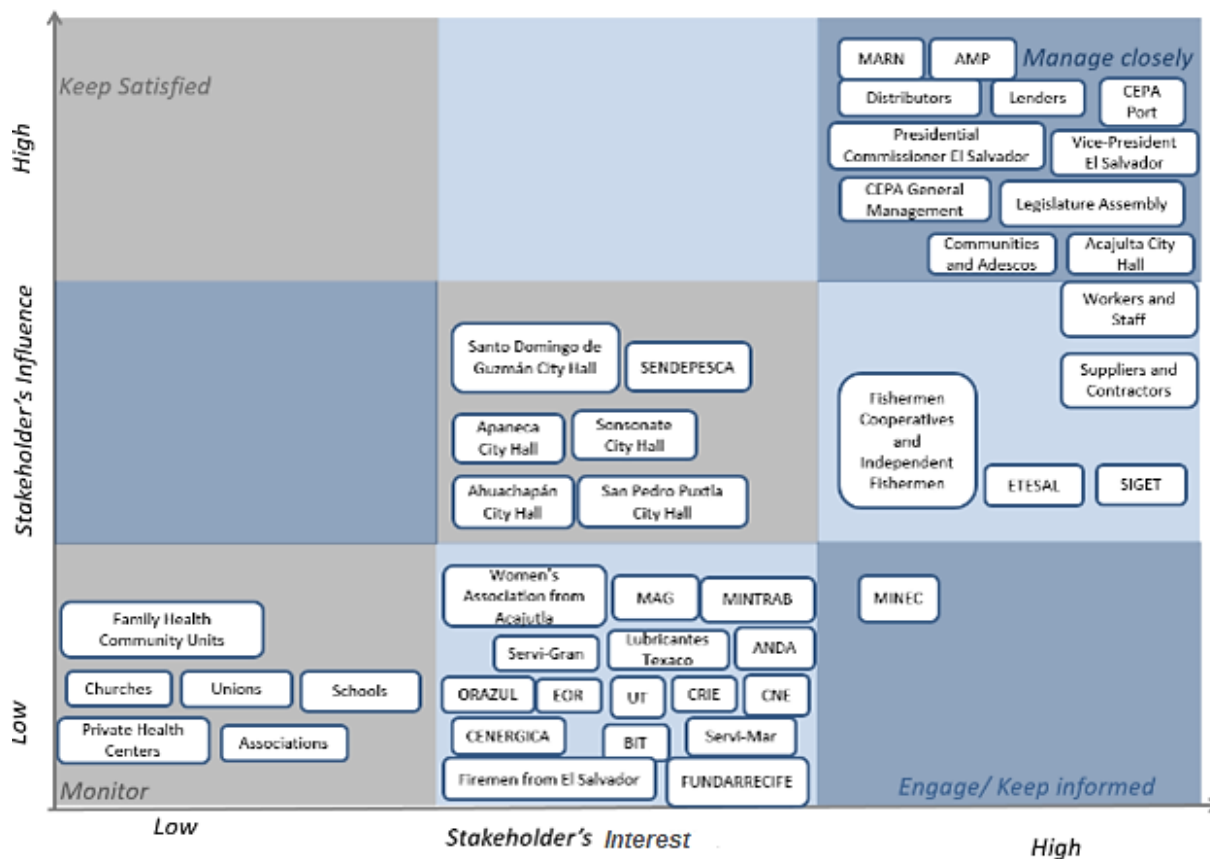 Keep Satisfied
MARN
AMP
Manage closely
Distributors
Lenders
CEPA
Port
Presidential
Commissioner El Salvador
Vice-President
El Salvador
CEPA General
Management
Legislature Assembly
Communities
and Adescos
Acajulta City
Hall
High
Workers and
Staff
Santo Domingo de
Guzmán City Hall
SENDEPESCA
Suppliers and
Contractors
Fishermen
Cooperatives
and
Independent
Fishermen
Apaneca
City Hall
Sonsonate
City Hall
ETESAL
SIGET
Ahuachapán
City Hall
San Pedro Puxtla
City Hall
Stakeholder's Influence
Women's
Association from
Acajutla
MAG
MINTRAB
MINEC
Family Health
Community Units
Servi-Gran
Lubricantes
Texaco
ANDA
Churches
Unions
Schools
ORAZUL
EOR
UT
CRIE
CNE
Private Health
Centers
Associations
CENERGICA
BIT
Servi-Mar
Firemen from El Salvador
FUNDARRECIFE
Low
Monitor
Engage/ Keep informed
Low
Stakeholder's Interest
High